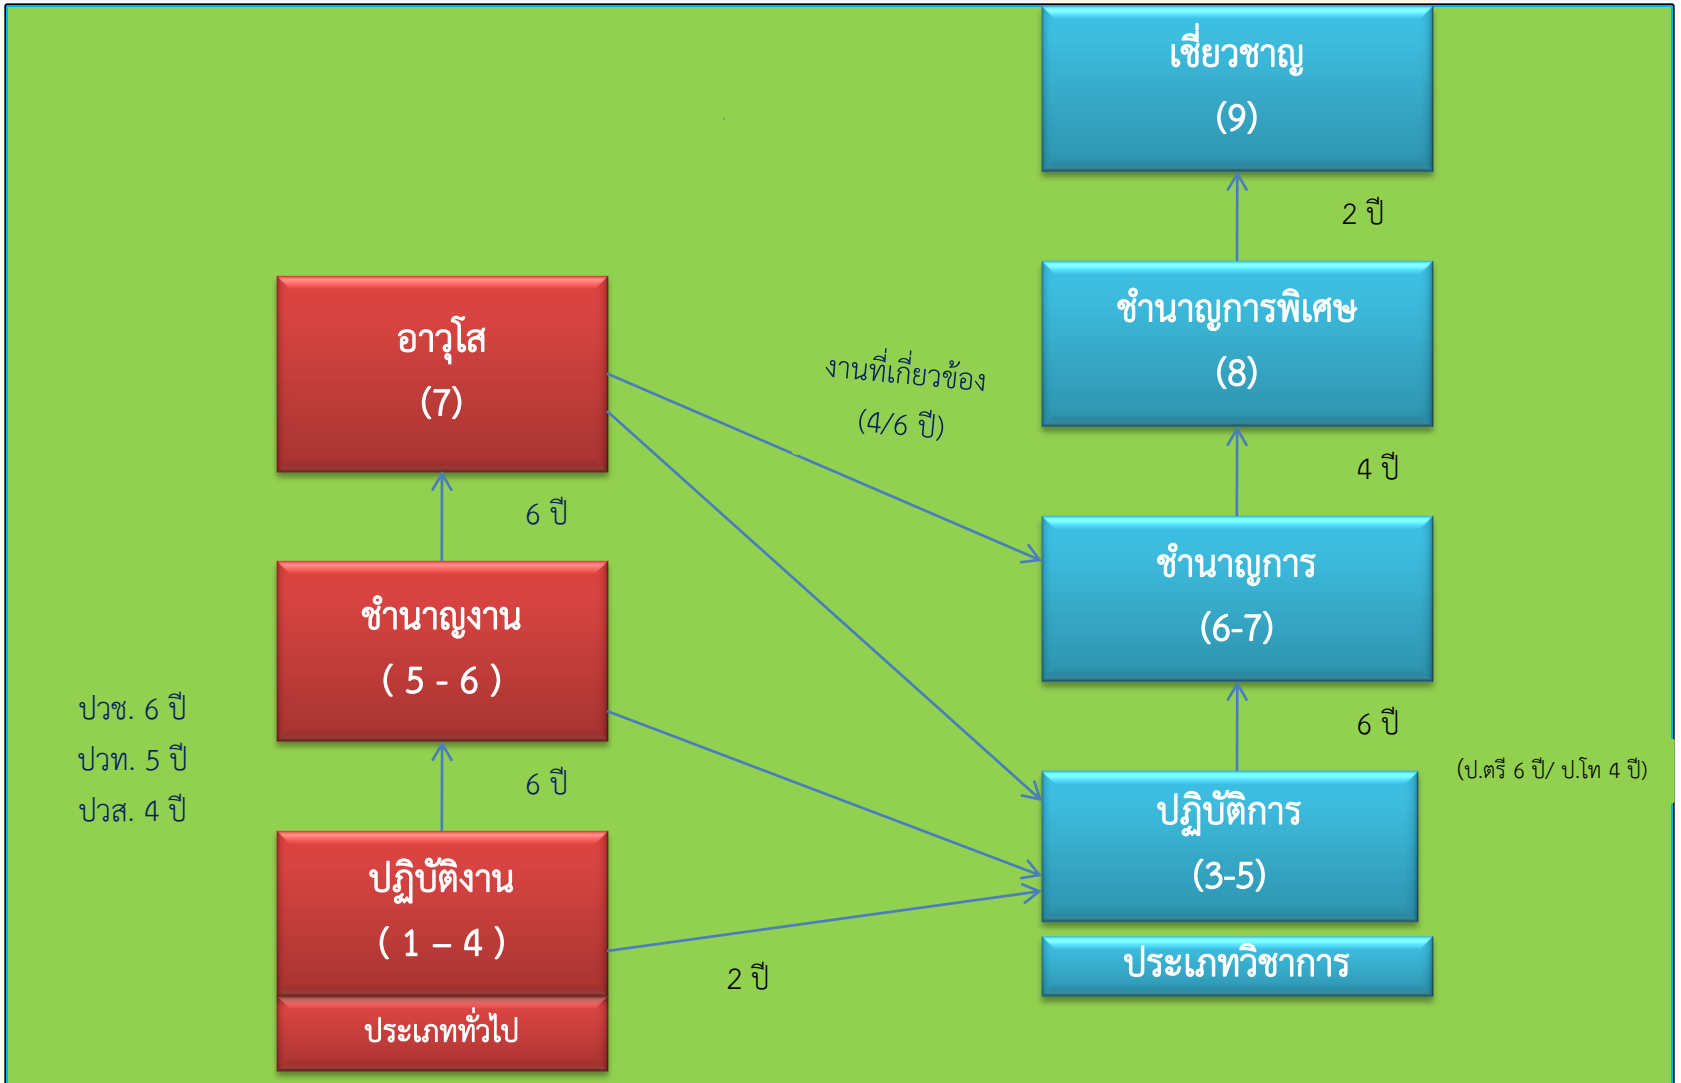 เชี่ยวชาญ
(9)
2 ปี
ชำนาญการพิเศษ
(8)
อาวุโส
(7)
งานที่เกี่ยวข้อง
(4/6 ปี)
4 ปี
6 ปี
ชำนาญการ
(6-7)
ชำนาญงาน
( 5 - 6 )
ปวช. 6 ปี
ปวท. 5 ปี
ปวส. 4 ปี
6 ปี
6 ปี
(ป.ตรี 6 ปี/ ป.โท 4 ปี)
ปฏิบัติการ
(3-5)
ปฏิบัติงาน
( 1 – 4 )
2 ปี
ประเภทวิชาการ
ประเภททั่วไป